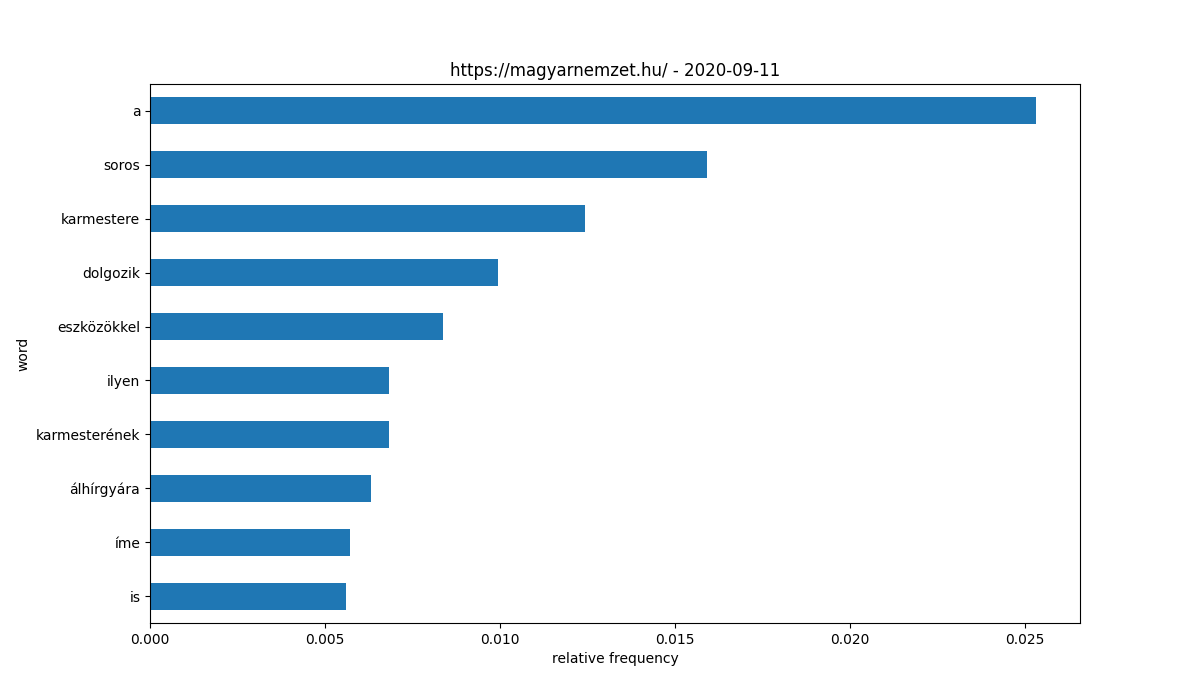 https://magyarnemzet.hu/ - 2020-09-11
a
soros
karmestere
dolgozik
eszközökkel
ilyen
karmesterének
álhírgyára
íme
is
word
0.000 0.005 0.010 0.015 0.020 0.025
relative frequency